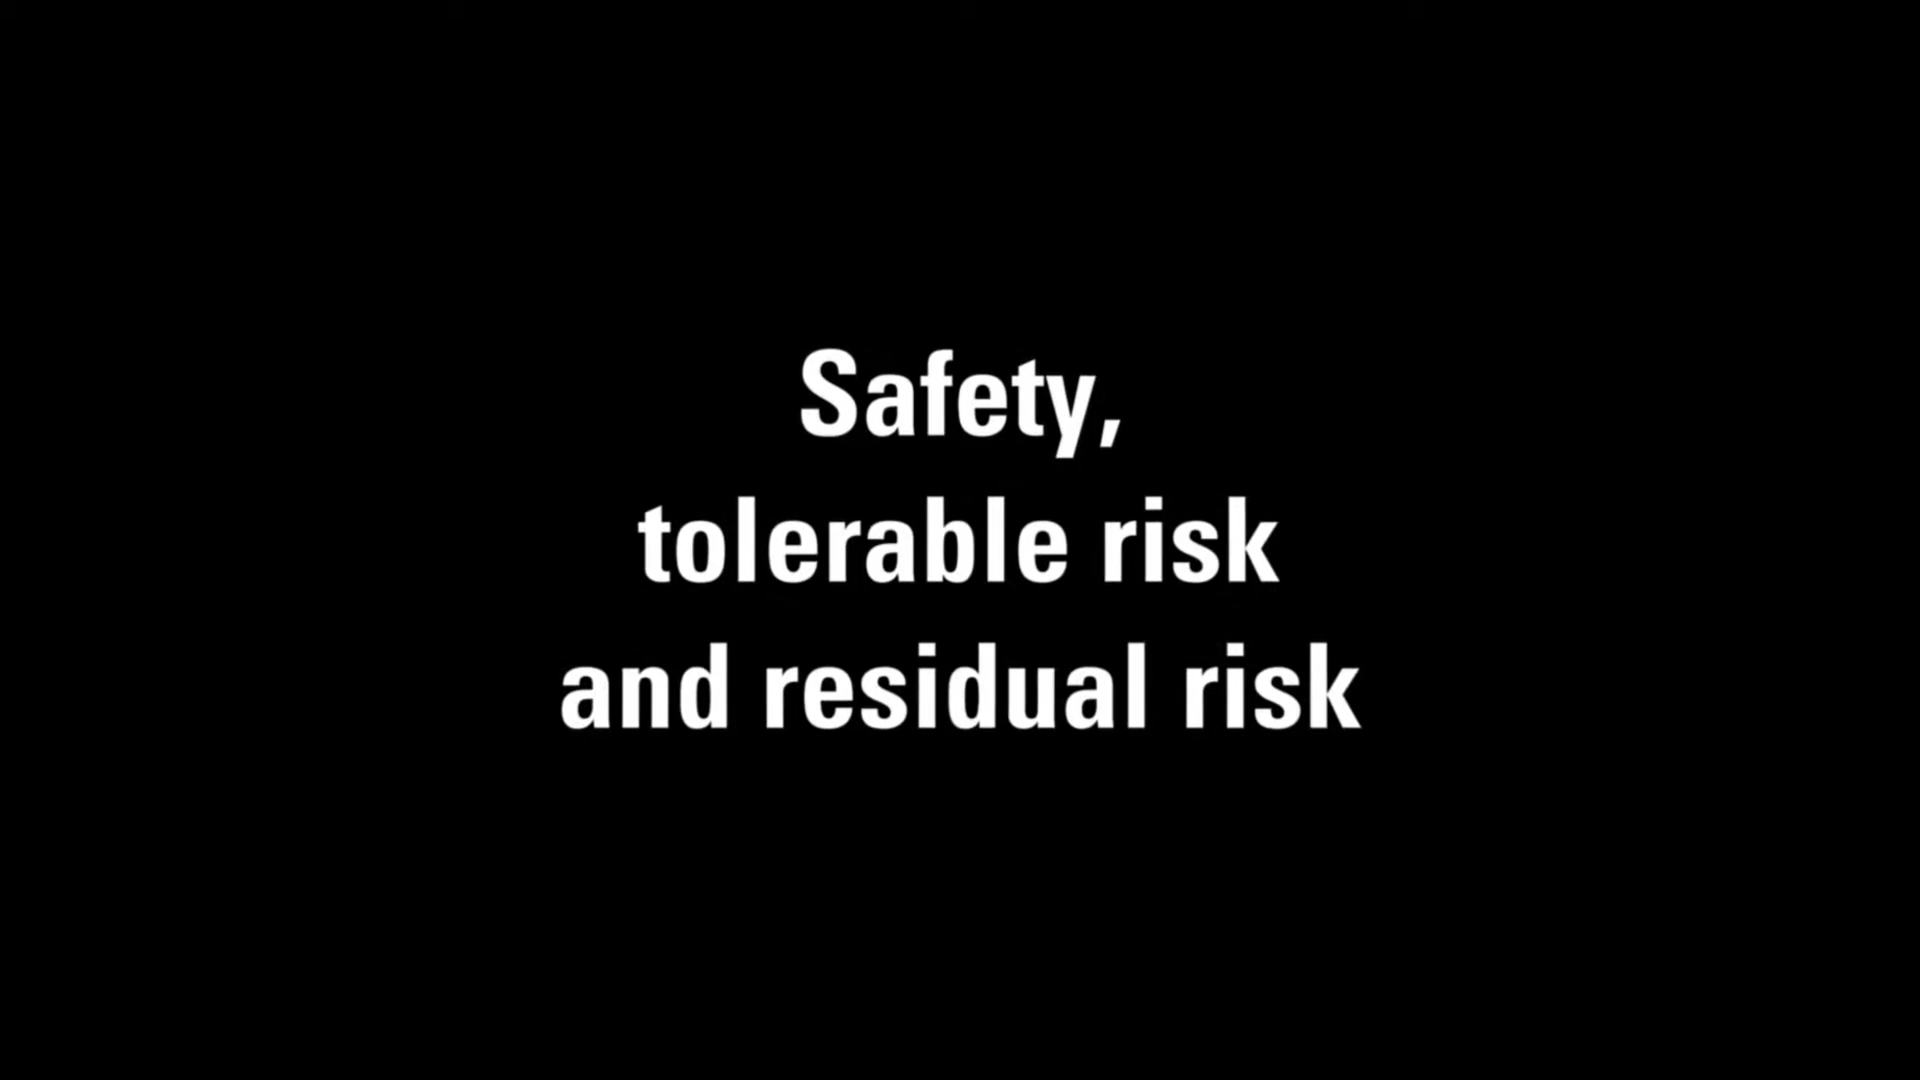 Safety,
tolerable risk
and residual risk